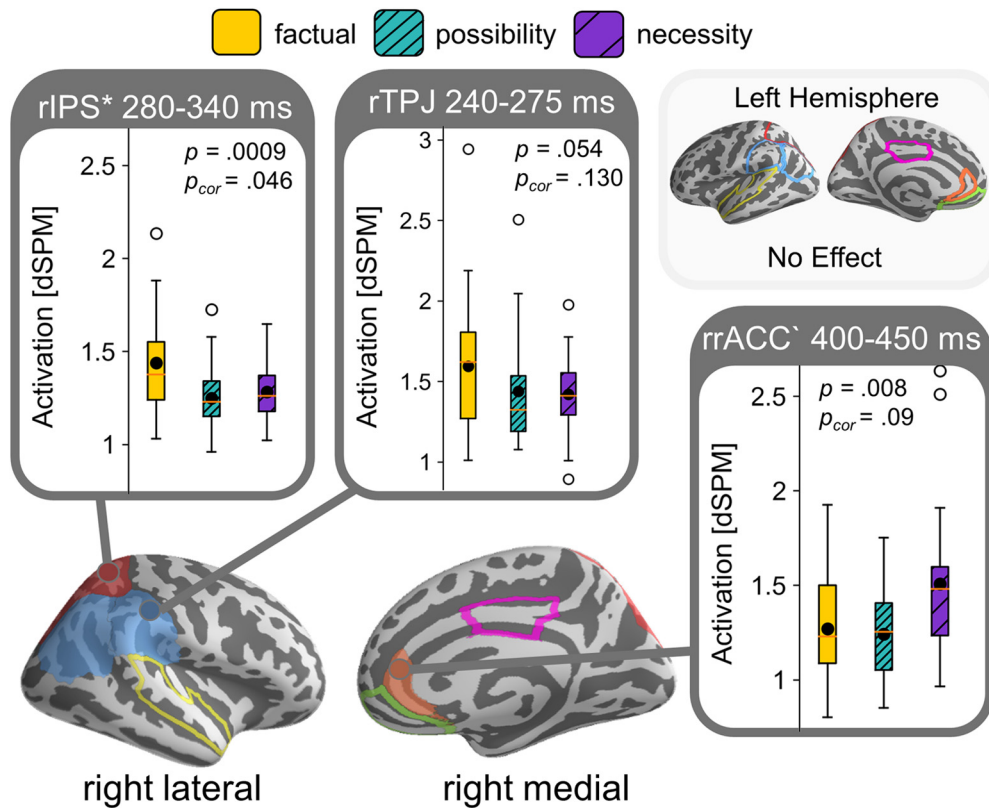 factual possibility necessity
rIPS* 280-340 ms
p = .0009
pcor = .046
2.5
2
1.5
1
Activation [dSPM]
rTPJ 240-275 ms
p = .054
pcor = .130
3
2.5
2
1.5
1
Activation [dSPM]
Left Hemisphere
No Effect
rrACC` 400-450 ms
p = .008
pcor = .09
2.5
2
1.5
1
Activation [dSPM]
right lateral
right medial